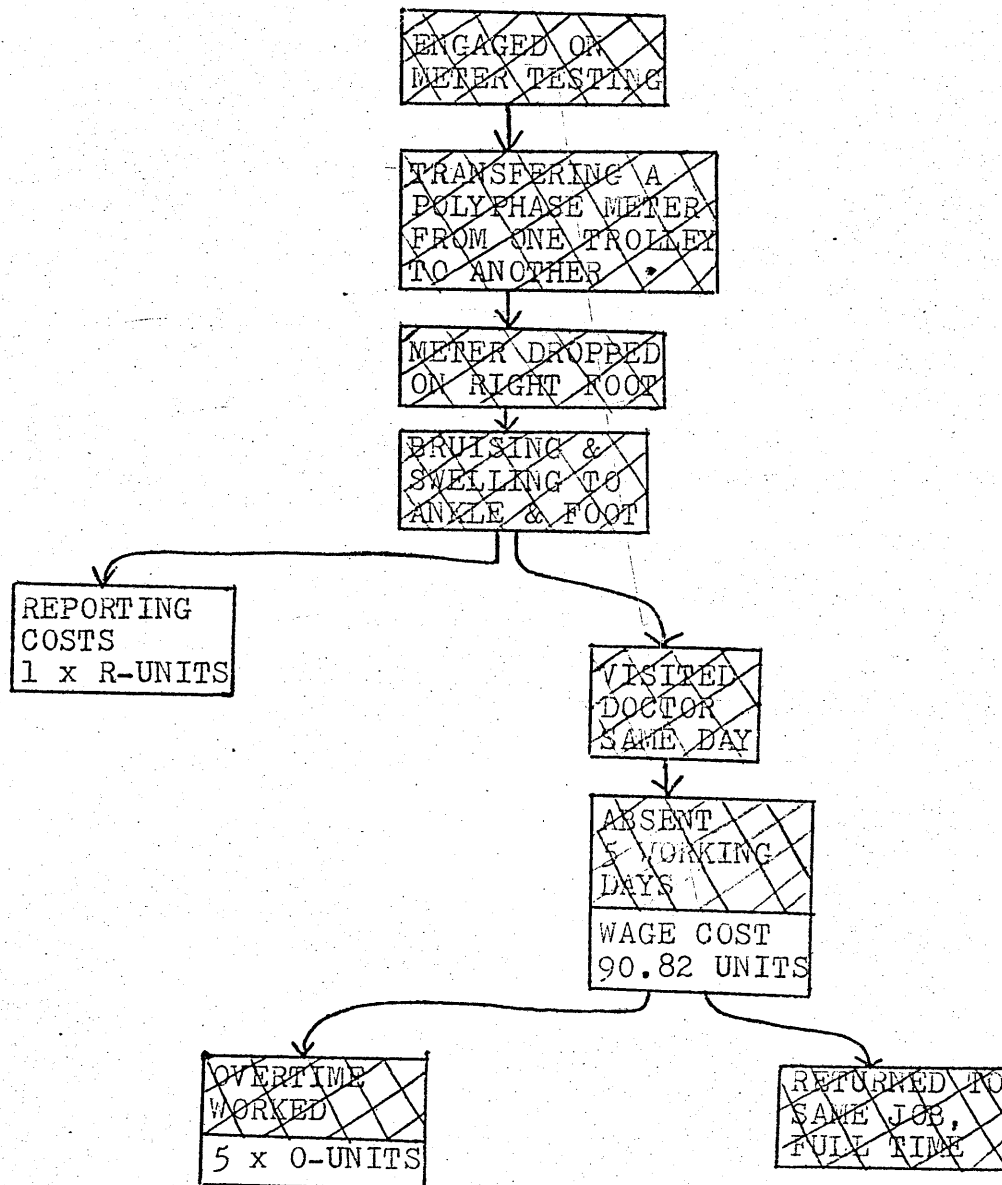 ENGAGED ON
METER TESTING
TRANSFERING A
POLYPHASE METER
FROM ONE TROLLEY
TO ANOTHER
METER DROPPED
ON RIGHT FOOT
BRUISING &
SWELLING TO
ANKLE & FOOT
REPORTING
COSTS
1 x R-UNITS
VISITED
DOCTOR
SAME DAY
ABSENT
5 WORKING
DAYS
WAGE COST
90.82 UNITS
OVERTIME
WORKED
5 x O-UNITS
RETURNED TO
SAME JOB,
FULL TIME